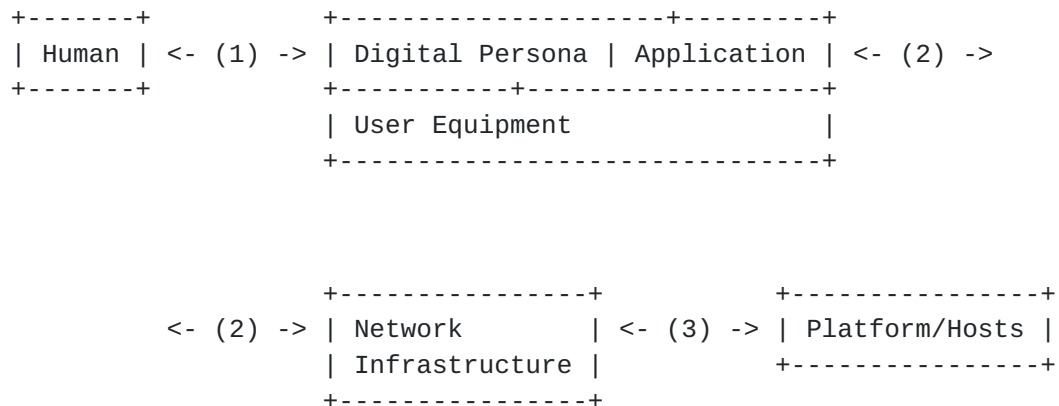 +-------+            +---------------------+---------+
| Human | <- (1) -> | Digital Persona | Application | <- (2) ->
+-------+            +-----------+-------------------+
| User Equipment |
+-------------------------------+
+----------------+            +----------------+
<- (2) -> | Network | <- (3) -> | Platform/Hosts |
| Infrastructure |            +----------------+
+----------------+